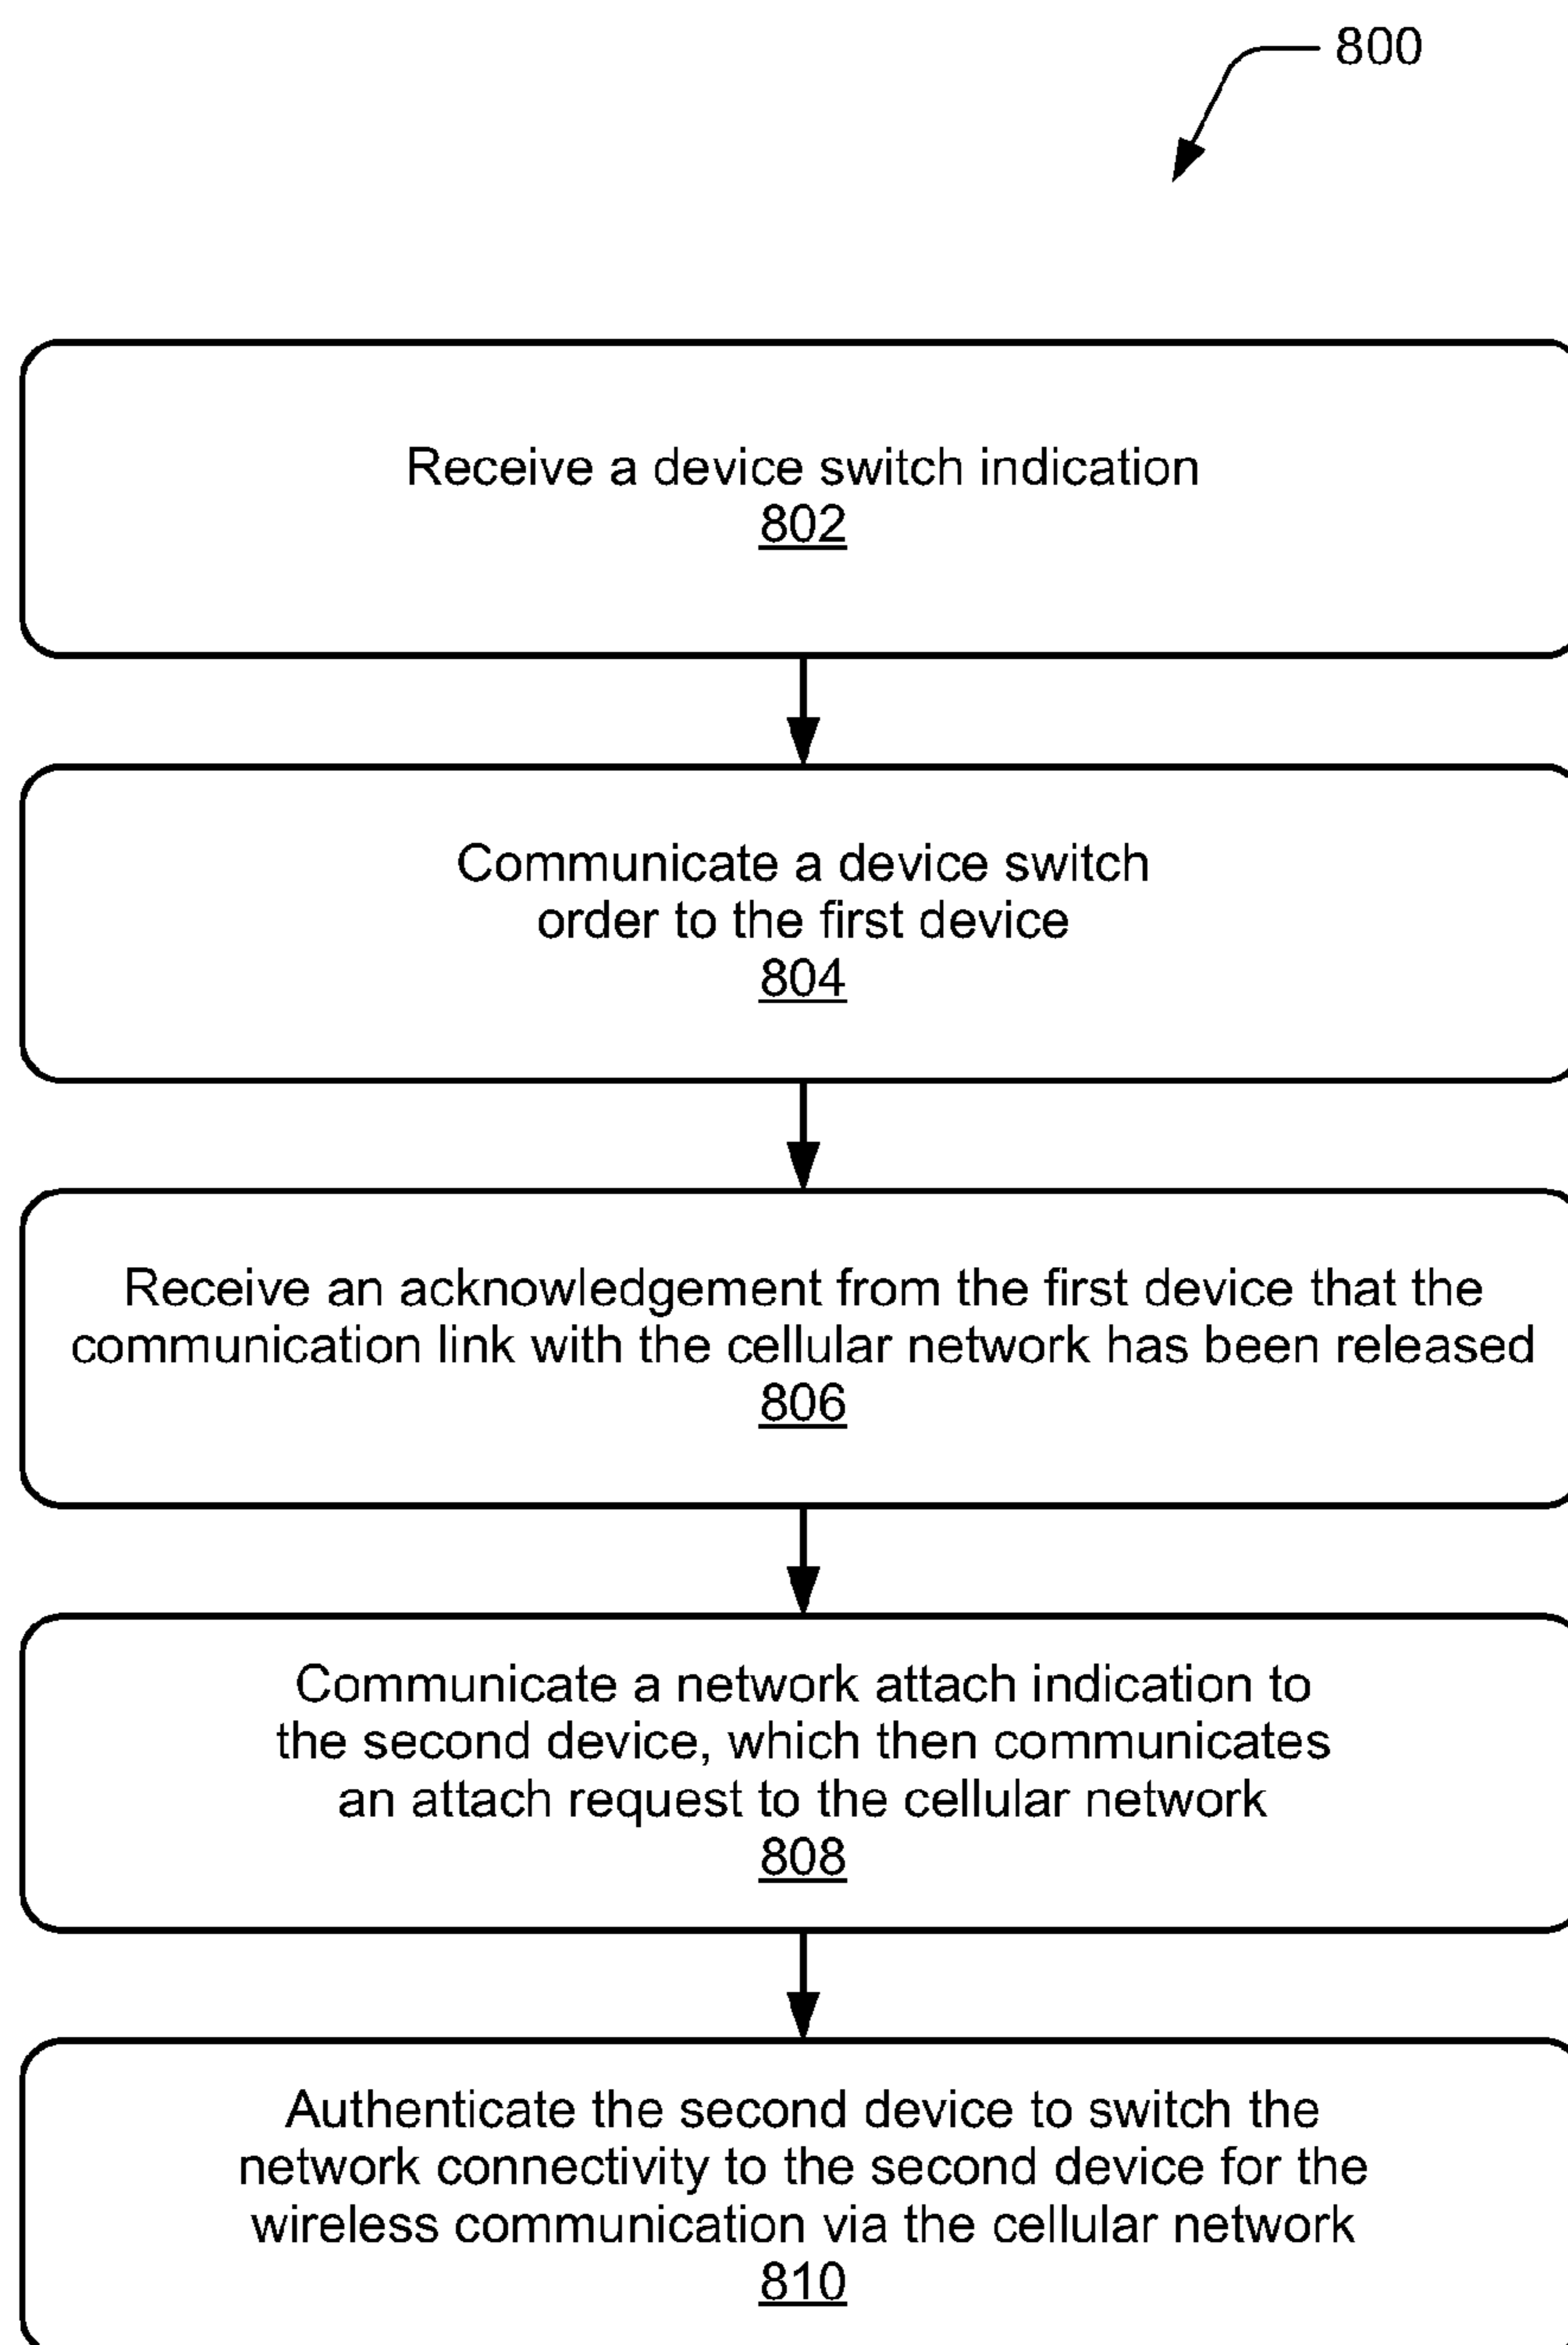 800
Receive a device switch indication
802
Communicate a device switch
order to the first device
804
Receive an acknowledgement from the first device that the
communication link with the cellular network has been released
806
Communicate a network attach indication to
the second device, which then communicates
an attach request to the cellular network
808
Authenticate the second device to switch the
network connectivity to the second device for the
wireless communication via the cellular network
810